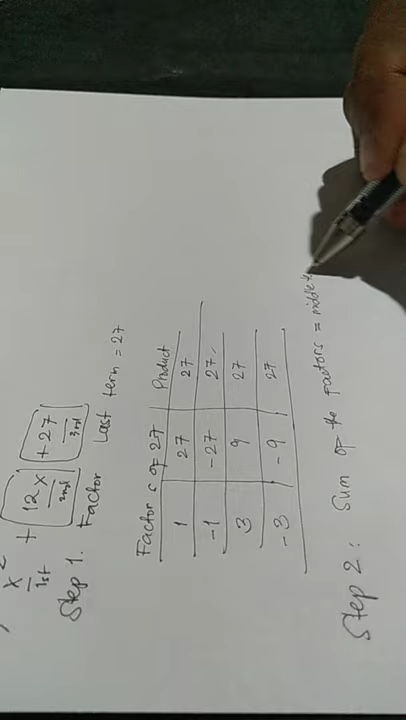 x² + 12x + 27
1st 2nd 3rd
Step 1. Factor Last term = 27
Factors of 27 Product
1 27 27
-1 -27 27
3 9 27
-3 -9 27
Step 2: Sum of the Factors = middle